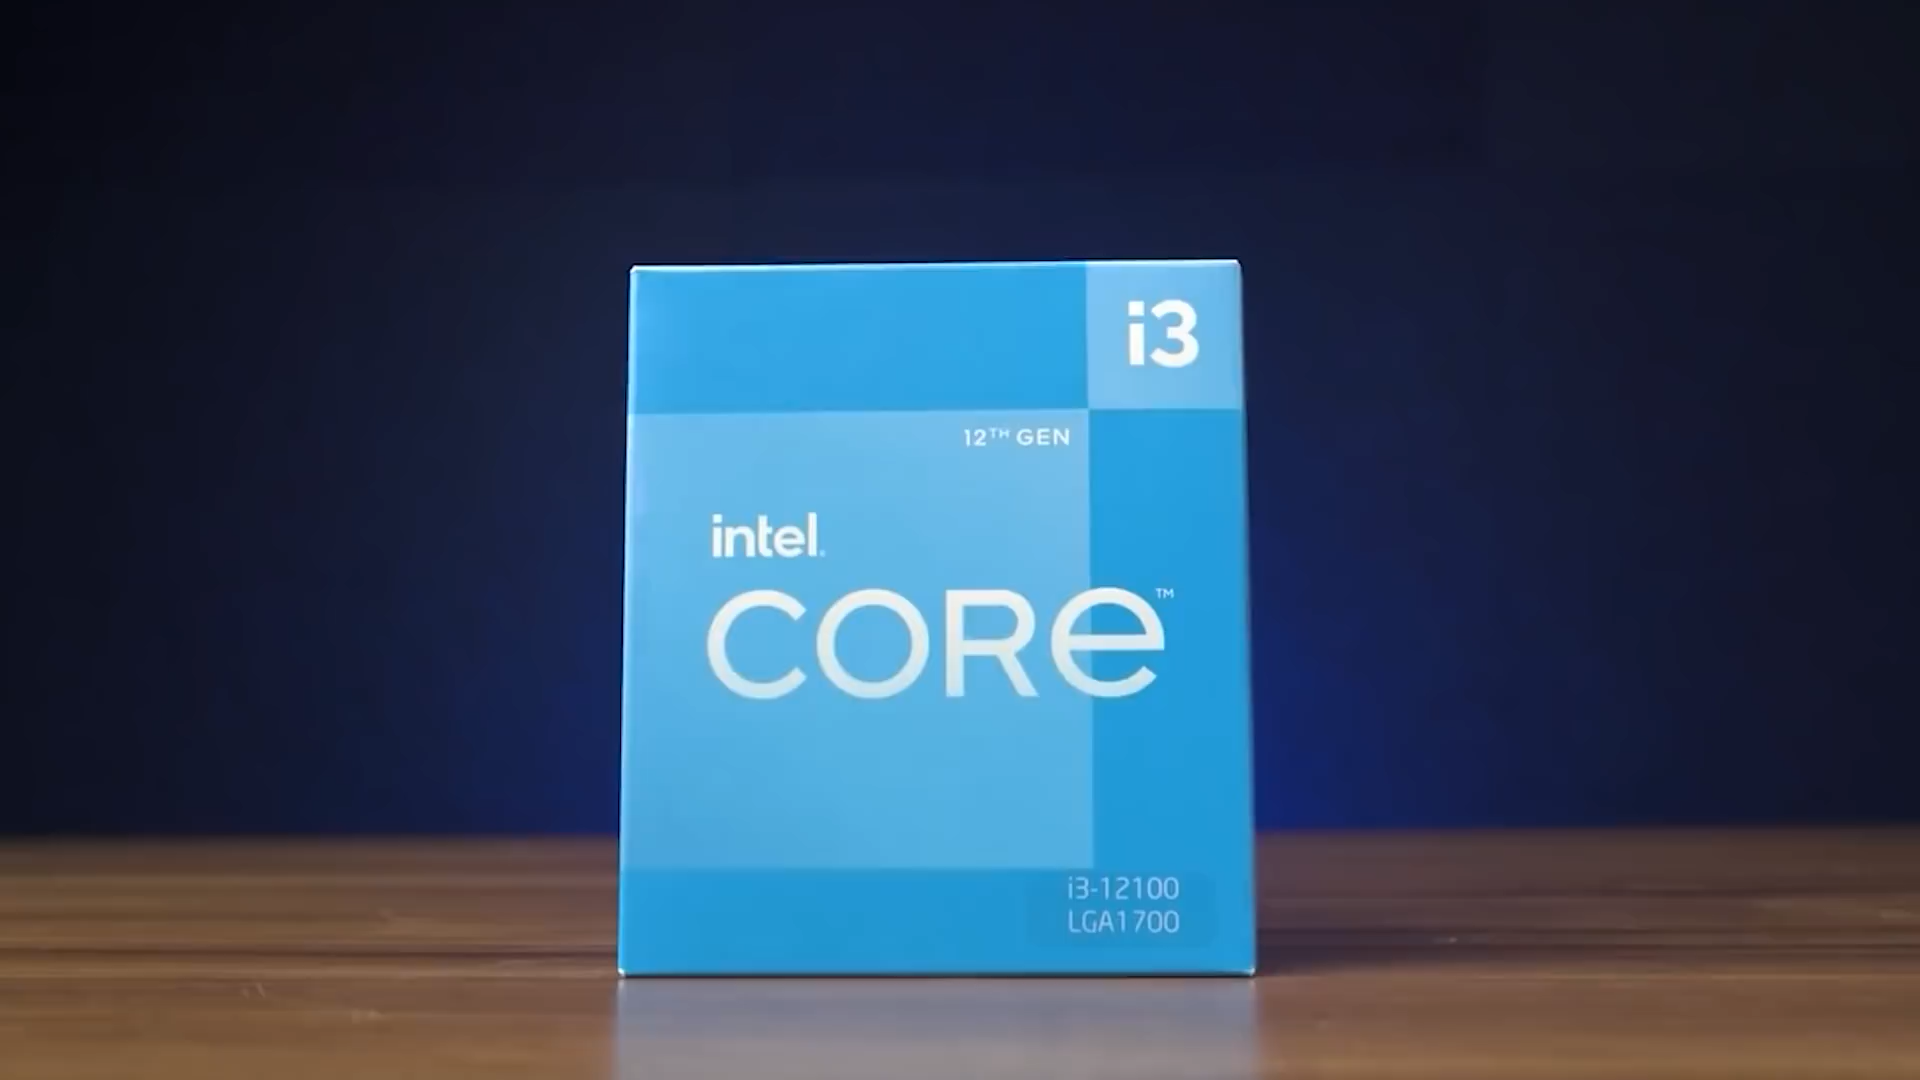 i3
12TH GEN
intel.
CORe™
i3-12100
LGA1700